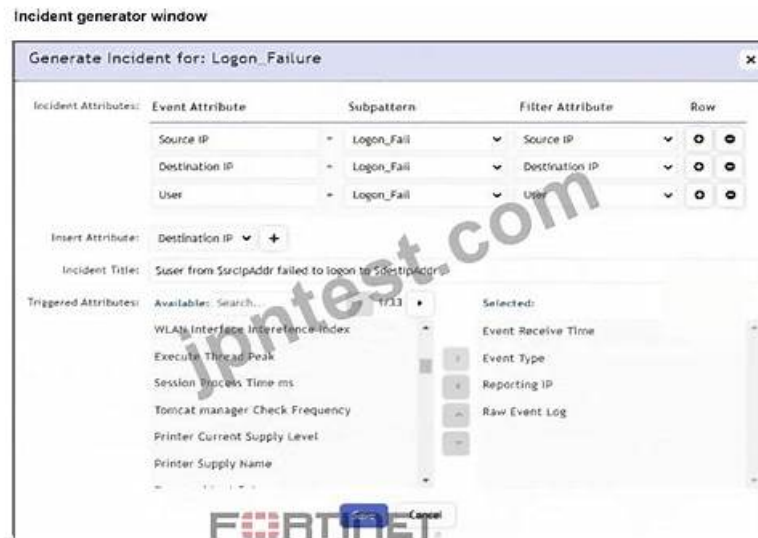 Incident generator window
Generate Incident for: Logon_Failure
Incident Attributes: Event Attribute Subpattern Filter Attribute Row
Source IP Logon_Fail Source IP
Destination IP Logon_Fail Destination IP
User Logon_Fail User
Insert Attribute: Destination IP +
Incident Title: $user from $srcIpAddr failed to logon to $destIpAddr
Triggered Attributes: Available: Search... 1/33 Selected:
WLAN Interface Interefence Index Event Receive Time
Execute Thread Peak Event Type
Session Process Time ms Reporting IP
Tomcat manager Check Frequency Raw Event Log
Printer Current Supply Level
Printer Supply Name
Save Cancel
FORTINET
jpntest.com